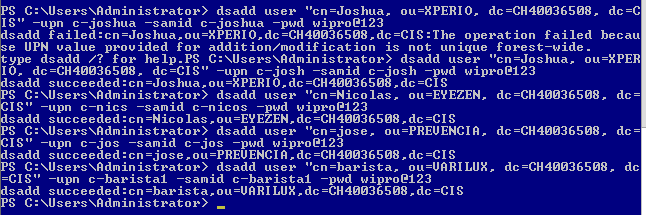 PS C:\Users\Administrator> dsadd user "cn=Joshua, ou=XPERIO, dc=CH40036508, dc=C
IS" -upn c-joshua -samid c-joshua -pwd wipro@123
dsadd failed:cn=Joshua,ou=XPERIO,dc=CH40036508,dc=CIS:The operation failed becau
se UPN value provided for addition/modification is not unique forest-wide.
type dsadd /? for help.PS C:\Users\Administrator> dsadd user "cn=Joshua, ou=XPER
IO, dc=CH40036508, dc=CIS" -upn c-josh -samid c-josh -pwd wipro@123
dsadd succeeded:cn=Joshua,ou=XPERIO,dc=CH40036508,dc=CIS
PS C:\Users\Administrator> dsadd user "cn=Nicolas, ou=EYEZEN, dc=CH40036508, dc=
CIS" -upn c-nics -samid c-nicos -pwd wipro@123
dsadd succeeded:cn=Nicolas,ou=EYEZEN,dc=CH40036508,dc=CIS
PS C:\Users\Administrator> dsadd user "cn=jose, ou=PREVENCIA, dc=CH40036508, dc=
CIS" -upn c-jos -samid c-jos -pwd wipro@123
dsadd succeeded:cn=jose,ou=PREVENCIA,dc=CH40036508,dc=CIS
PS C:\Users\Administrator> dsadd user "cn=barista, ou=VARILUX, dc=CH40036508, dc
=CIS" -upn c-barista1 -samid c-barista1 -pwd wipro@123
dsadd succeeded:cn=barista,ou=VARILUX,dc=CH40036508,dc=CIS
PS C:\Users\Administrator> _